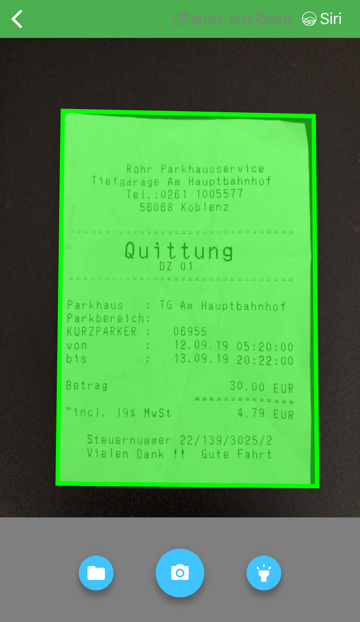 auto. auslösen Siri
Röhr Parkhausservice
Tiefgarage Am Hauptbahnhof
Tel.:0261 1005577
56068 Koblenz
Quittung
DZ 01
Parkhaus : TG Am Hauptbahnhof
Parkbereich:
KURZPARKER : 06955
von : 12.09.19 05:20:00
bis : 13.09.19 20:22:00
Betrag 30.00 EUR
"incl. 19% MwSt 4.79 EUR
Steuernummer 22/139/3025/2
Vielen Dank !! Gute Fahrt